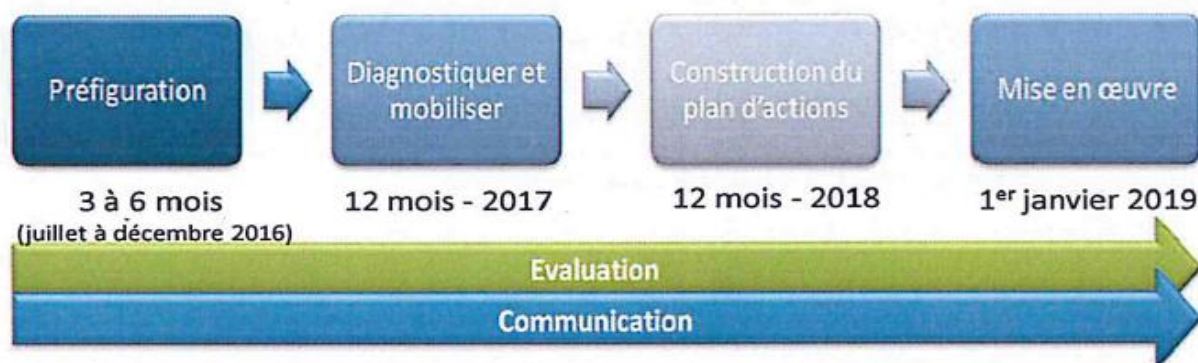 Préfiguration
Diagnostiquer et
mobiliser
Construction du
plan d'actions
Mise en œuvre
3 à 6 mois
(juillet à décembre 2016)
12 mois - 2017
12 mois - 2018
1er janvier 2019
Evaluation
Communication